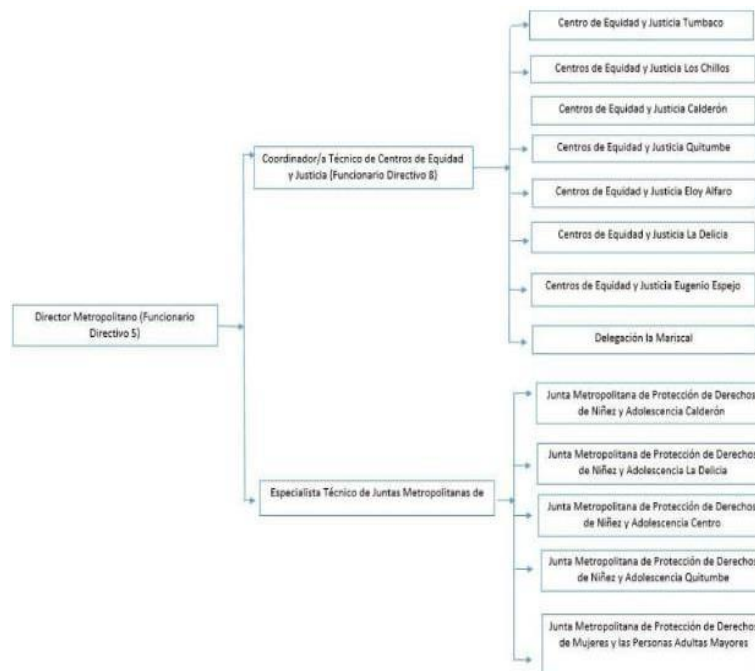 Director Metropolitano (Funcionario
Directivo 5)
Coordinador/a Técnico de Centros de Equidad
y Justicia (Funcionario Directivo 8)
Centro de Equidad y Justicia Tumbaco
Centros de Equidad y Justicia Los Chillos
Centros de Equidad y Justicia Calderón
Centros de Equidad y Justicia Quitumbe
Centros de Equidad y Justicia Eloy Alfaro
Centros de Equidad y Justicia La Delicia
Centros de Equidad y Justicia Eugenio Espejo
Delegación la Mariscal
Especialista Técnico de Juntas Metropolitanas de
Junta Metropolitana de Protección de Derechos
de Niñez y Adolescencia Calderón
Junta Metropolitana de Protección de Derechos
de Niñez y Adolescencia La Delicia
Junta Metropolitana de Protección de Derechos
de Niñez y Adolescencia Centro
Junta Metropolitana de Protección de Derechos
de Niñez y Adolescencia Quitumbe
Junta Metropolitana de Protección de Derechos
de Mujeres y las Personas Adultas Mayores